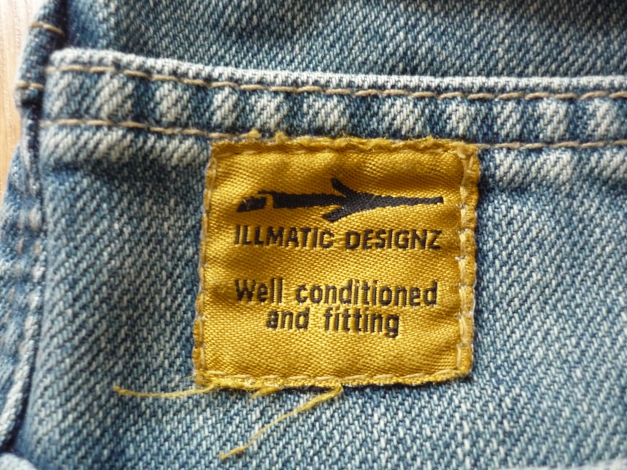 ILLMATIC DESIGNZ
Well conditioned
and fitting